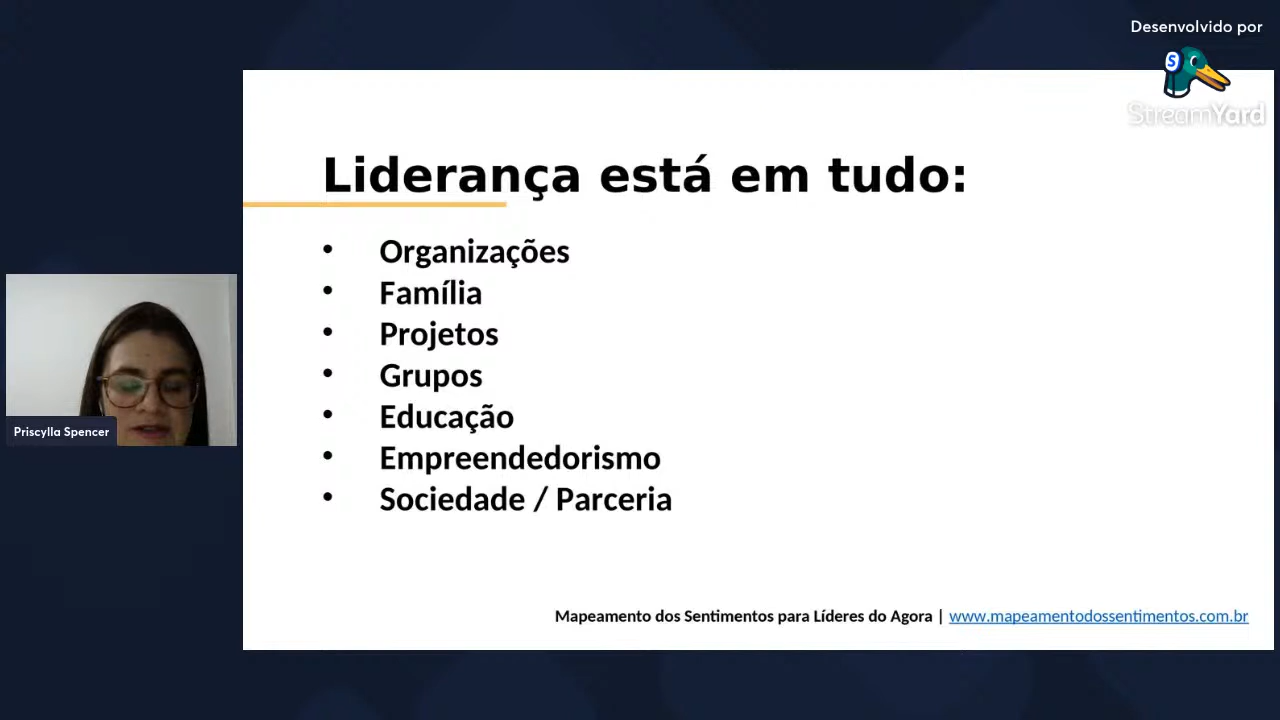 Desenvolvido por
StreamYard
Liderança está em tudo:
• Organizações
• Família
• Projetos
• Grupos
• Educação
• Empreendedorismo
• Sociedade / Parceria
Priscylla Spencer
Mapeamento dos Sentimentos para Líderes do Agora | www.mapeamentodossentimentos.com.br